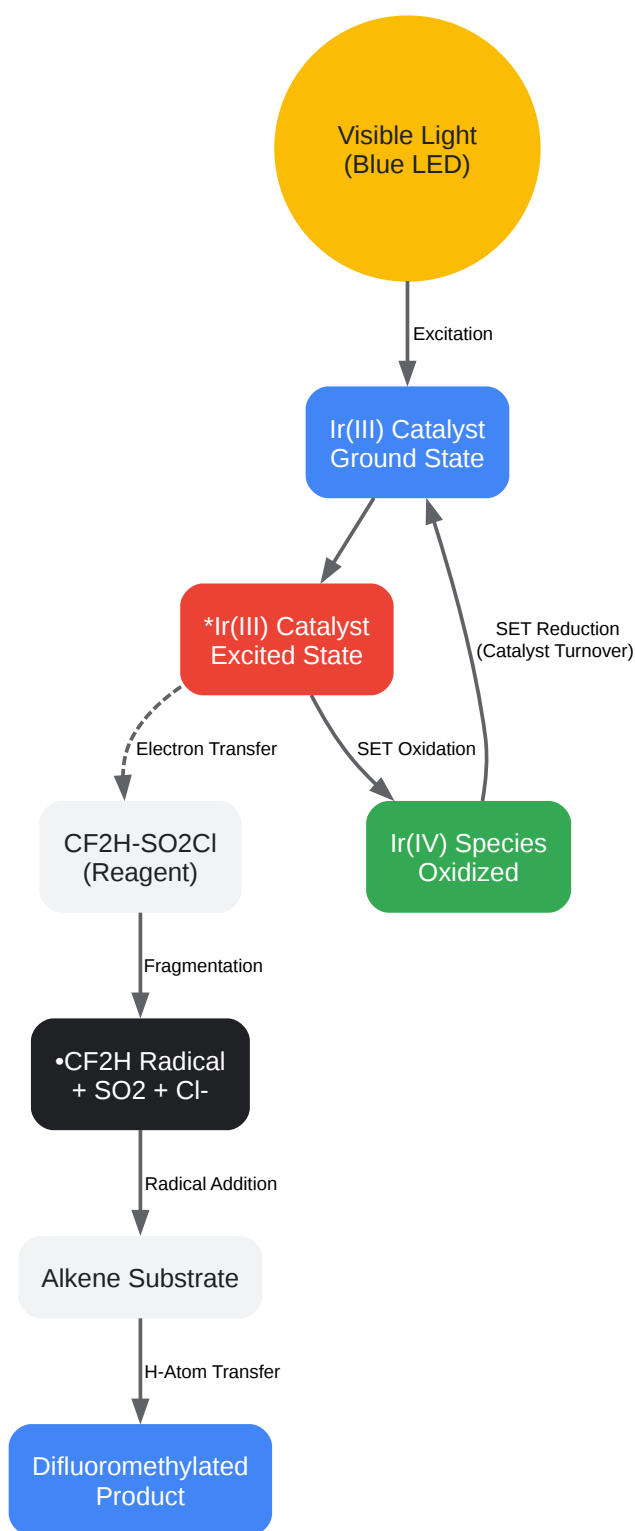 Visible Light
(Blue LED)
Excitation
Ir(III) Catalyst
Ground State
*Ir(III) Catalyst
Excited State
SET Reduction
(Catalyst Turnover)
Electron Transfer
SET Oxidation
CF2H-SO2Cl
(Reagent)
Ir(IV) Species
Oxidized
Fragmentation
•CF2H Radical
+ SO2 + Cl-
Radical Addition
Alkene Substrate
H-Atom Transfer
Difluoromethylated
Product